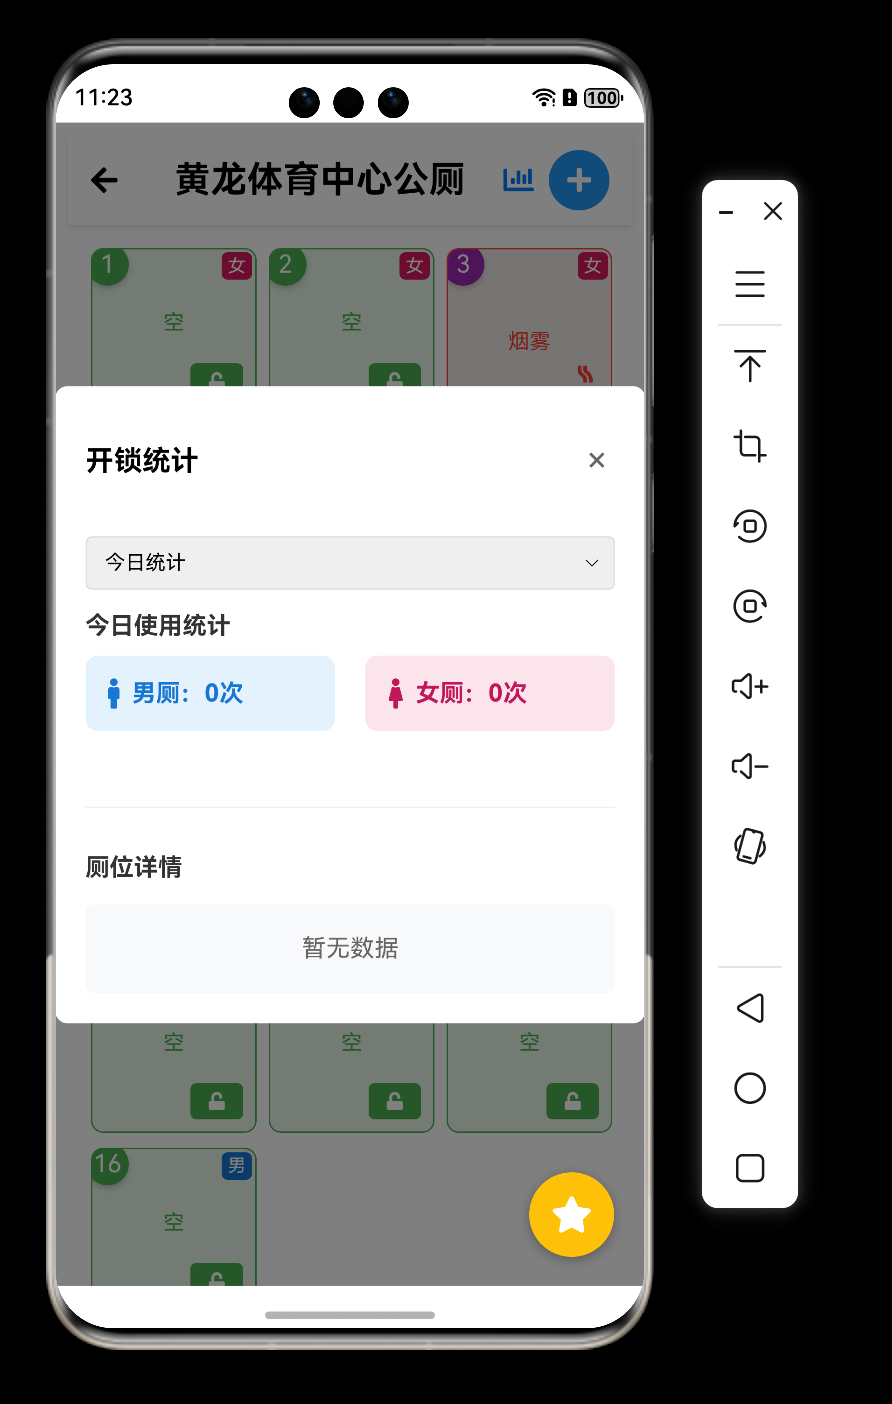 11:23
100
黄龙体育中心公厕
1 女 2 女 3 女
空 空 烟雾
开锁统计
今日统计
今日使用统计
男厕：0次 女厕：0次
厕位详情
暂无数据
空 空 空
16 男
空